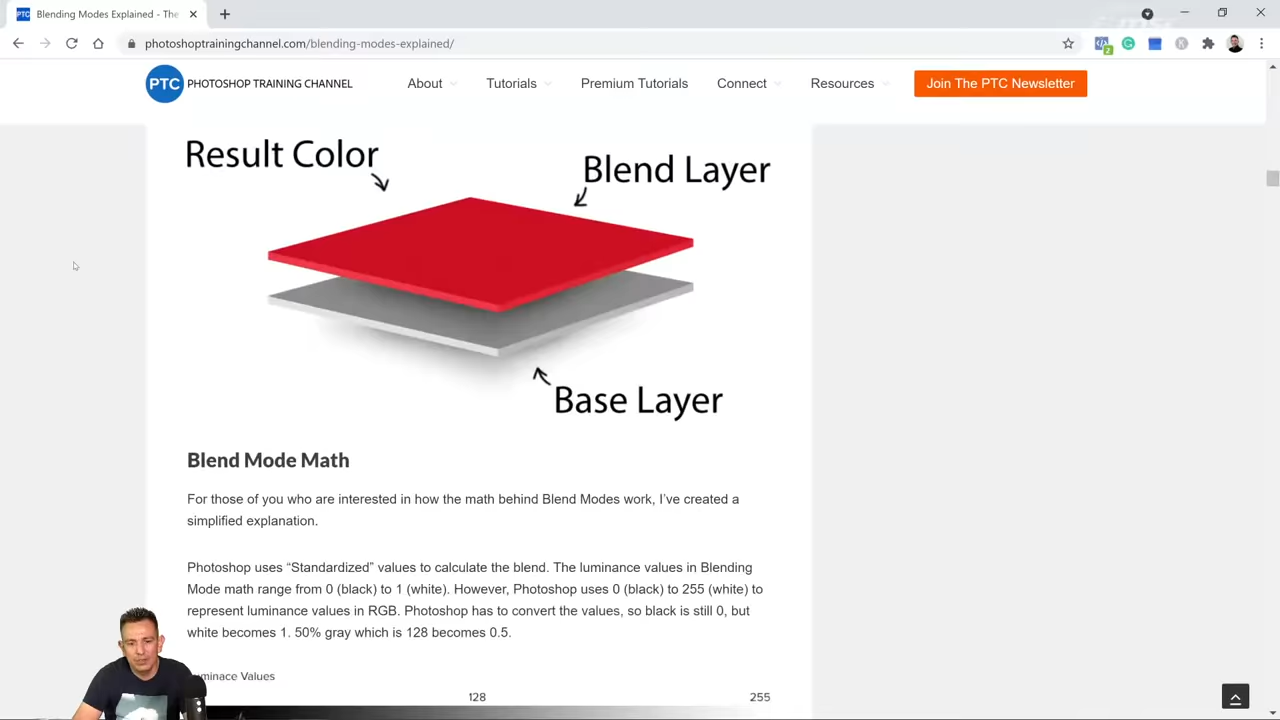 Blending Modes Explained - The
photoshoptrainingchannel.com/blending-modes-explained/
2
PTC PHOTOSHOP TRAINING CHANNEL
About
Tutorials
Premium Tutorials
Connect
Resources
Join The PTC Newsletter
Result Color
Blend Layer
Base Layer
Blend Mode Math
For those of you who are interested in how the math behind Blend Modes work, I've created a
simplified explanation.
Photoshop uses “Standardized” values to calculate the blend. The luminance values in Blending
Mode math range from 0 (black) to 1 (white). However, Photoshop uses 0 (black) to 255 (white) to
represent luminance values in RGB. Photoshop has to convert the values, so black is still 0, but
white becomes 1. 50% gray which is 128 becomes 0.5.
Values
128
255